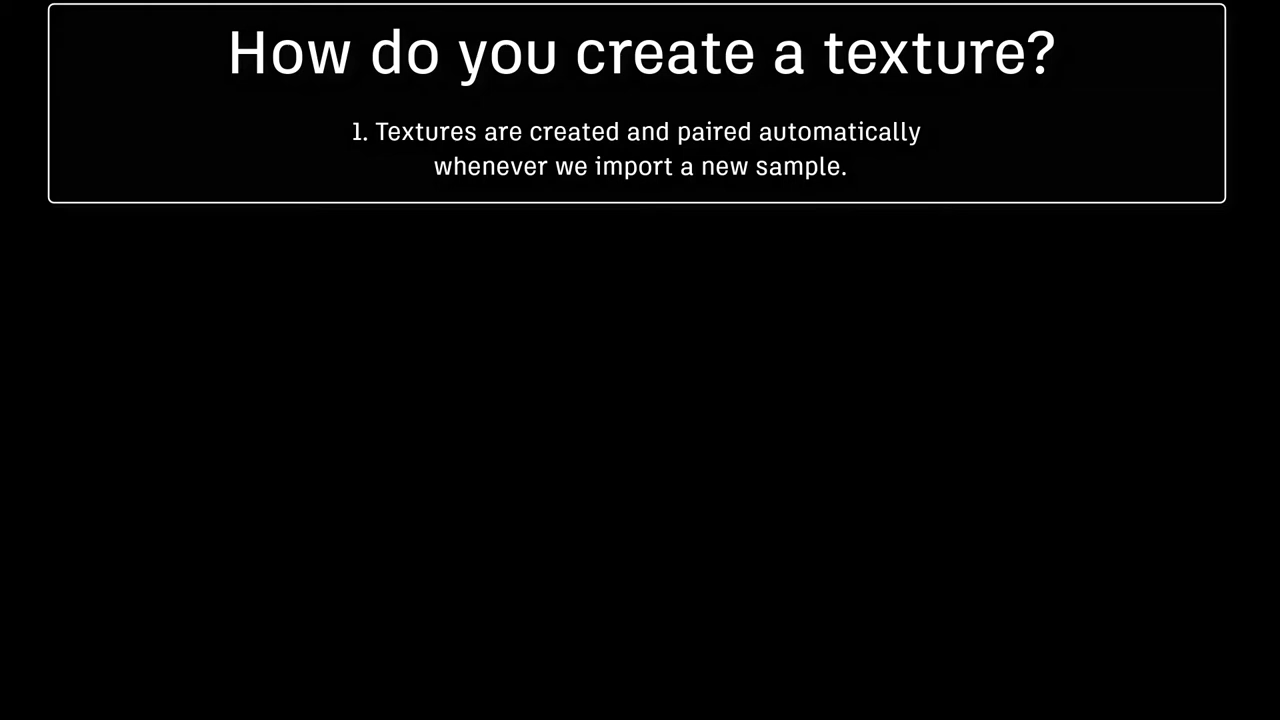 How do you create a texture?
1. Textures are created and paired automatically
whenever we import a new sample.